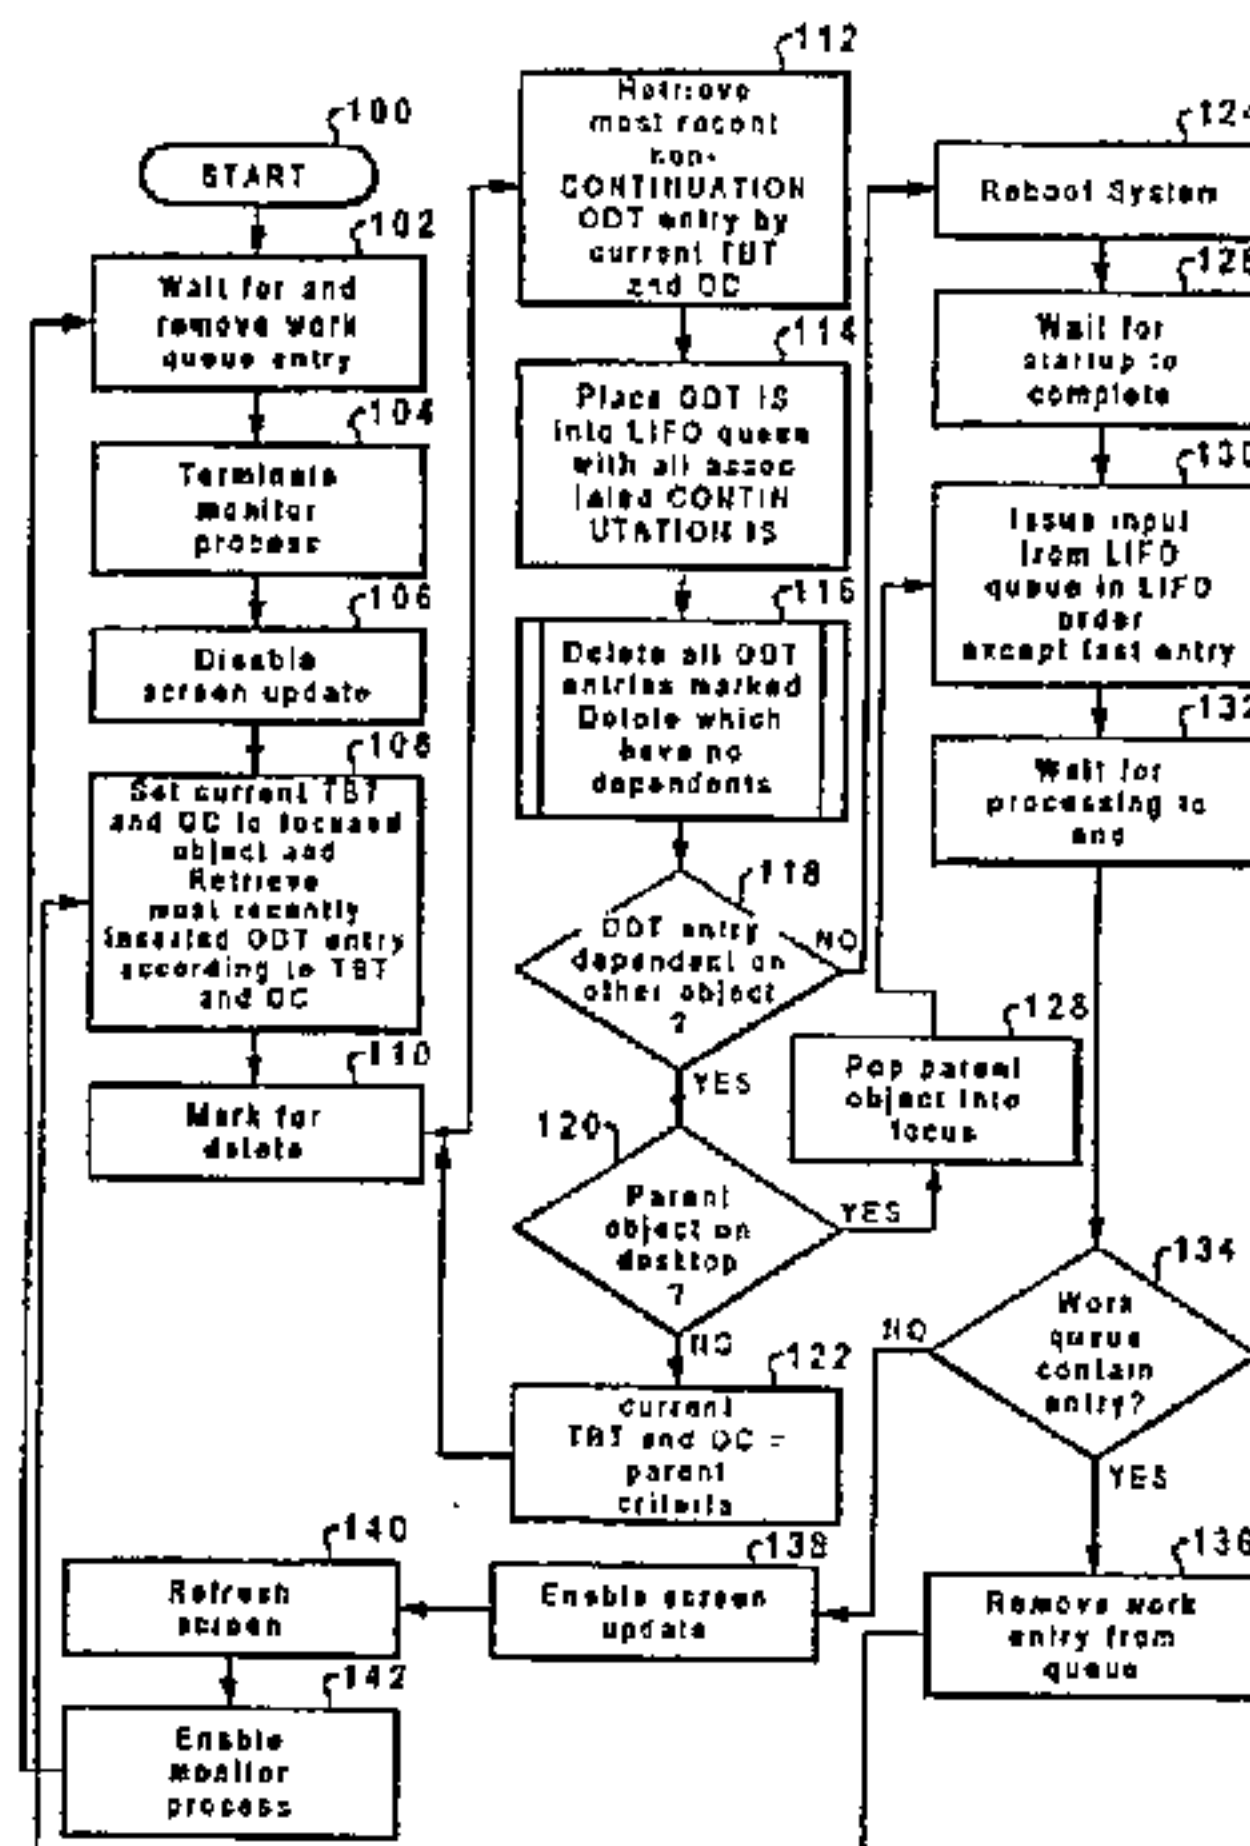 100
START
102
Wait for and
remove work
queue entry
104
Terminate
monitor
process
106
Disable
screen update
108
Set current TBT
and OC to focused
object and
Retrieve
most recently
inserted ODT entry
according to TBT
and OC
110
Mark for
delete
112
Retrieve
most recent
non-
CONTINUATION
ODT entry by
current TBT
and OC
114
Place ODT IS
into LIFO queue
with all assoc
iated CONTIN
UTATION IS
116
Delete all ODT
entries marked
Delete which
have no
dependents
118
ODT entry
dependent on
other object
?
NO
YES
120
Parent
object on
desktop
?
YES
NO
122
current
TBT and OC =
parent
criteria
124
Reboot System
126
Wait for
startup to
complete
128
Pop parent
object into
focus
130
Issue input
from LIFO
queue in LIFO
order
except last entry
132
Wait for
processing to
end
134
Work
queue
contain
entry?
NO
YES
136
Remove work
entry from
queue
138
Enable screen
update
140
Refresh
screen
142
Enable
monitor
process